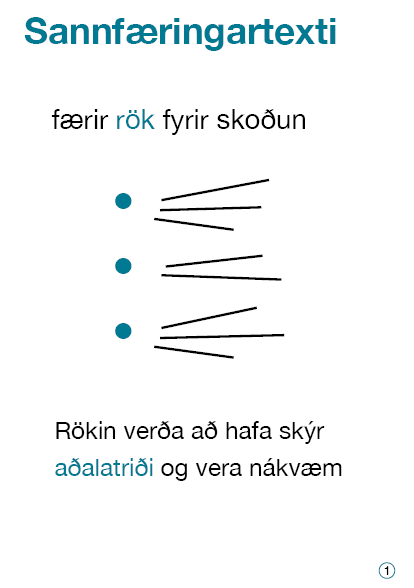 Sannfæringartexti
færir rök fyrir skoðun
Rökin verða að hafa skýr
aðalatriði og vera nákvæm
1